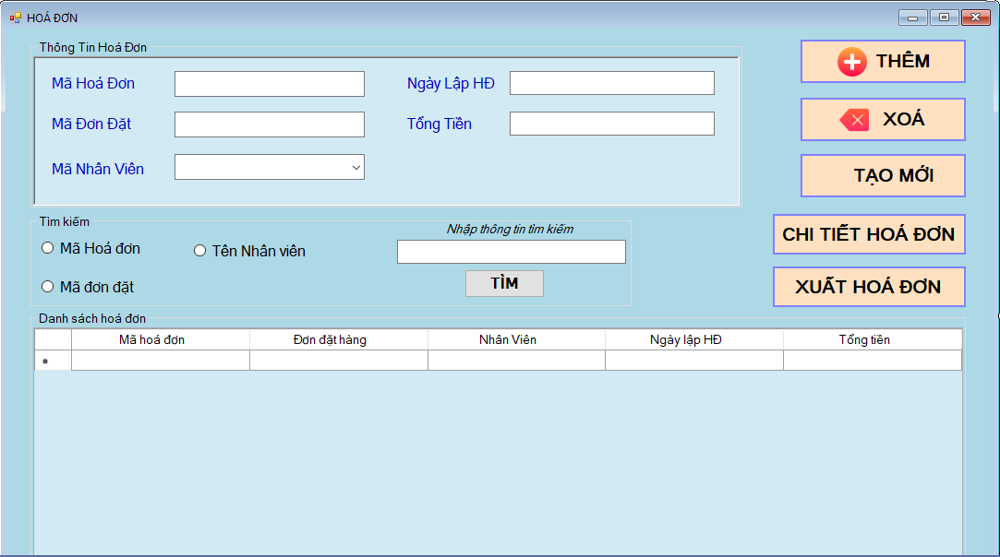 HOÁ ĐƠN
Thông Tin Hoá Đơn
Mã Hoá Đơn
Ngày Lập HĐ
Mã Đơn Đặt
Tổng Tiền
Mã Nhân Viên
THÊM
XOÁ
TẠO MỚI
CHI TIẾT HOÁ ĐƠN
XUẤT HOÁ ĐƠN
Tìm kiếm
Mã Hoá đơn
Tên Nhân viên
Mã đơn đặt
Nhập thông tin tìm kiếm
TÌM
Danh sách hoá đơn
Mã hoá đơn Đơn đặt hàng Nhân Viên Ngày lập HĐ Tổng tiền